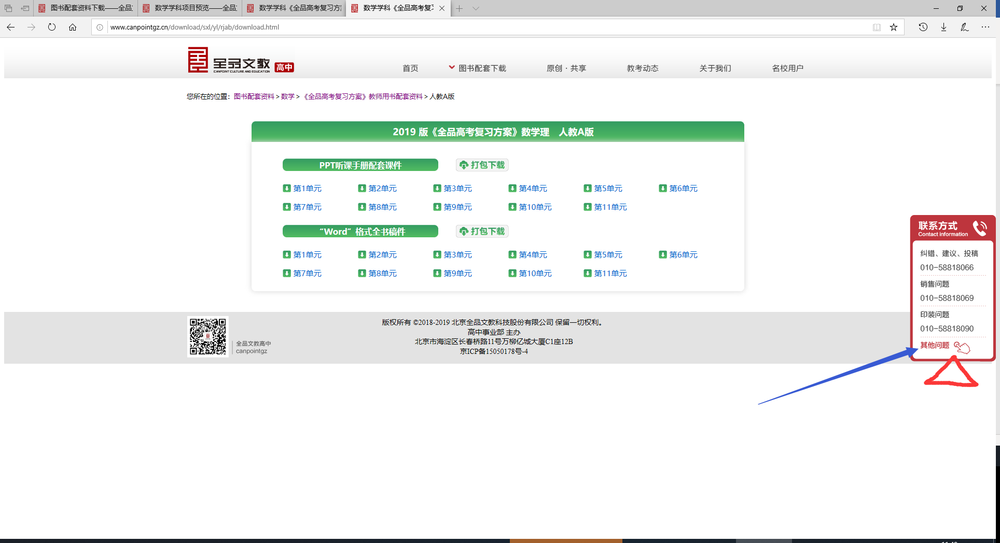 图书配套资料下载——全品
数学学科项目预览——全品
数学学科《全品高考复习方
数学学科《全品高考复
www.canpointgz.cn/download/sxl/yl/rjab/download.html
全品文教 高中
CANPOINT CULTURE AND EDUCATION
首页 图书配套下载 原创·共享 教考动态 关于我们 名校用户
您所在的位置：图书配套资料 > 数学 > 《全品高考复习方案》教师用书配套资料 > 人教A版
2019 版《全品高考复习方案》数学理 人教A版
PPT听课手册配套课件 打包下载
第1单元 第2单元 第3单元 第4单元 第5单元 第6单元
第7单元 第8单元 第9单元 第10单元 第11单元
“Word”格式全书稿件 打包下载
第1单元 第2单元 第3单元 第4单元 第5单元 第6单元
第7单元 第8单元 第9单元 第10单元 第11单元
联系方式
Contact information
纠错、建议、投稿
010-58818066
销售问题
010-58818069
印装问题
010-58818090
其他问题
全品文教高中
canpointgz
版权所有 ©2018-2019 北京全品文教科技股份有限公司 保留一切权利。
高中事业部 主办
北京市海淀区长春桥路11号万柳亿城大厦C1座12B
京ICP备15050178号-4